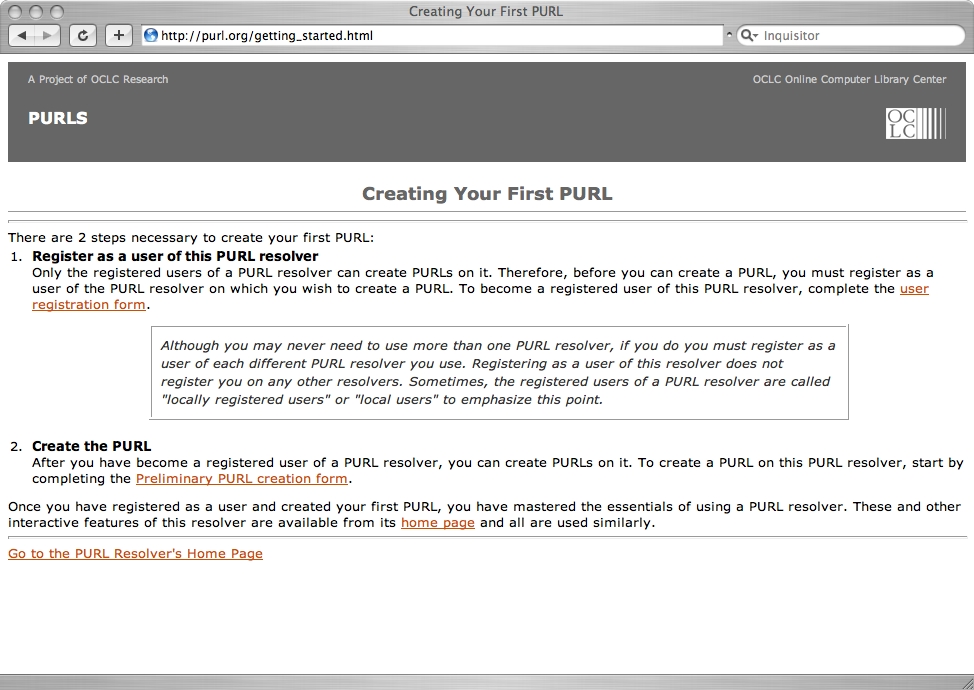 Creating Your First PURL
http://purl.org/getting_started.html
Inquisitor
A Project of OCLC Research
OCLC Online Computer Library Center
PURLS
OC
LC
Creating Your First PURL
There are 2 steps necessary to create your first PURL:
1. Register as a user of this PURL resolver
Only the registered users of a PURL resolver can create PURLs on it. Therefore, before you can create a PURL, you must register as a
user of the PURL resolver on which you wish to create a PURL. To become a registered user of this PURL resolver, complete the user
registration form.
Although you may never need to use more than one PURL resolver, if you do you must register as a
user of each different PURL resolver you use. Registering as a user of this resolver does not
register you on any other resolvers. Sometimes, the registered users of a PURL resolver are called
"locally registered users" or "local users" to emphasize this point.
2. Create the PURL
After you have become a registered user of a PURL resolver, you can create PURLs on it. To create a PURL on this PURL resolver, start by
completing the Preliminary PURL creation form.
Once you have registered as a user and created your first PURL, you have mastered the essentials of using a PURL resolver. These and other
interactive features of this resolver are available from its home page and all are used similarly.
Go to the PURL Resolver's Home Page